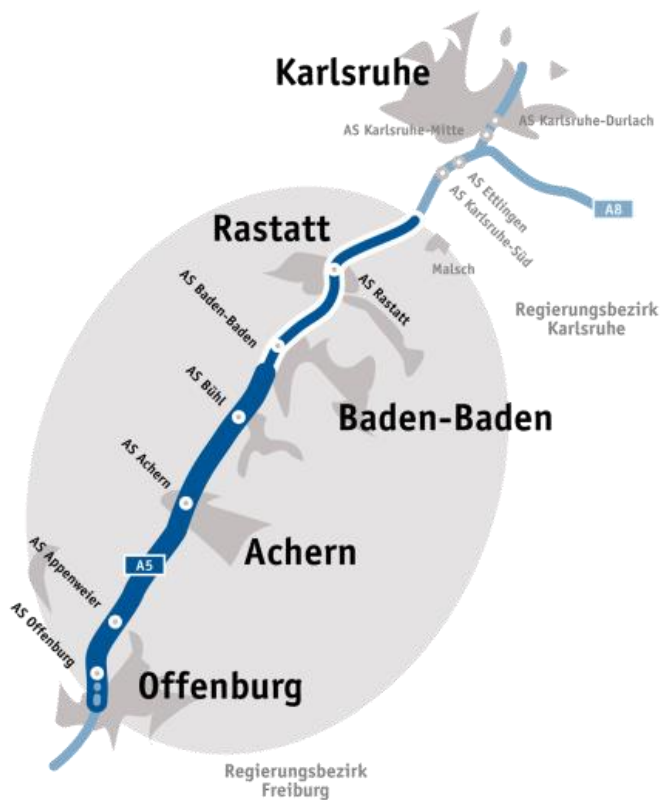 Karlsruhe
AS Karlsruhe-Durlach
AS Karlsruhe-Mitte
AS Ettlingen
AS Karlsruhe-Süd
A8
Rastatt
Malsch
AS Rastatt
AS Baden-Baden
Regierungsbezirk
Karlsruhe
AS Bühl
Baden-Baden
AS Achern
Achern
A5
AS Appenweier
AS Offenburg
Offenburg
Regierungsbezirk
Freiburg